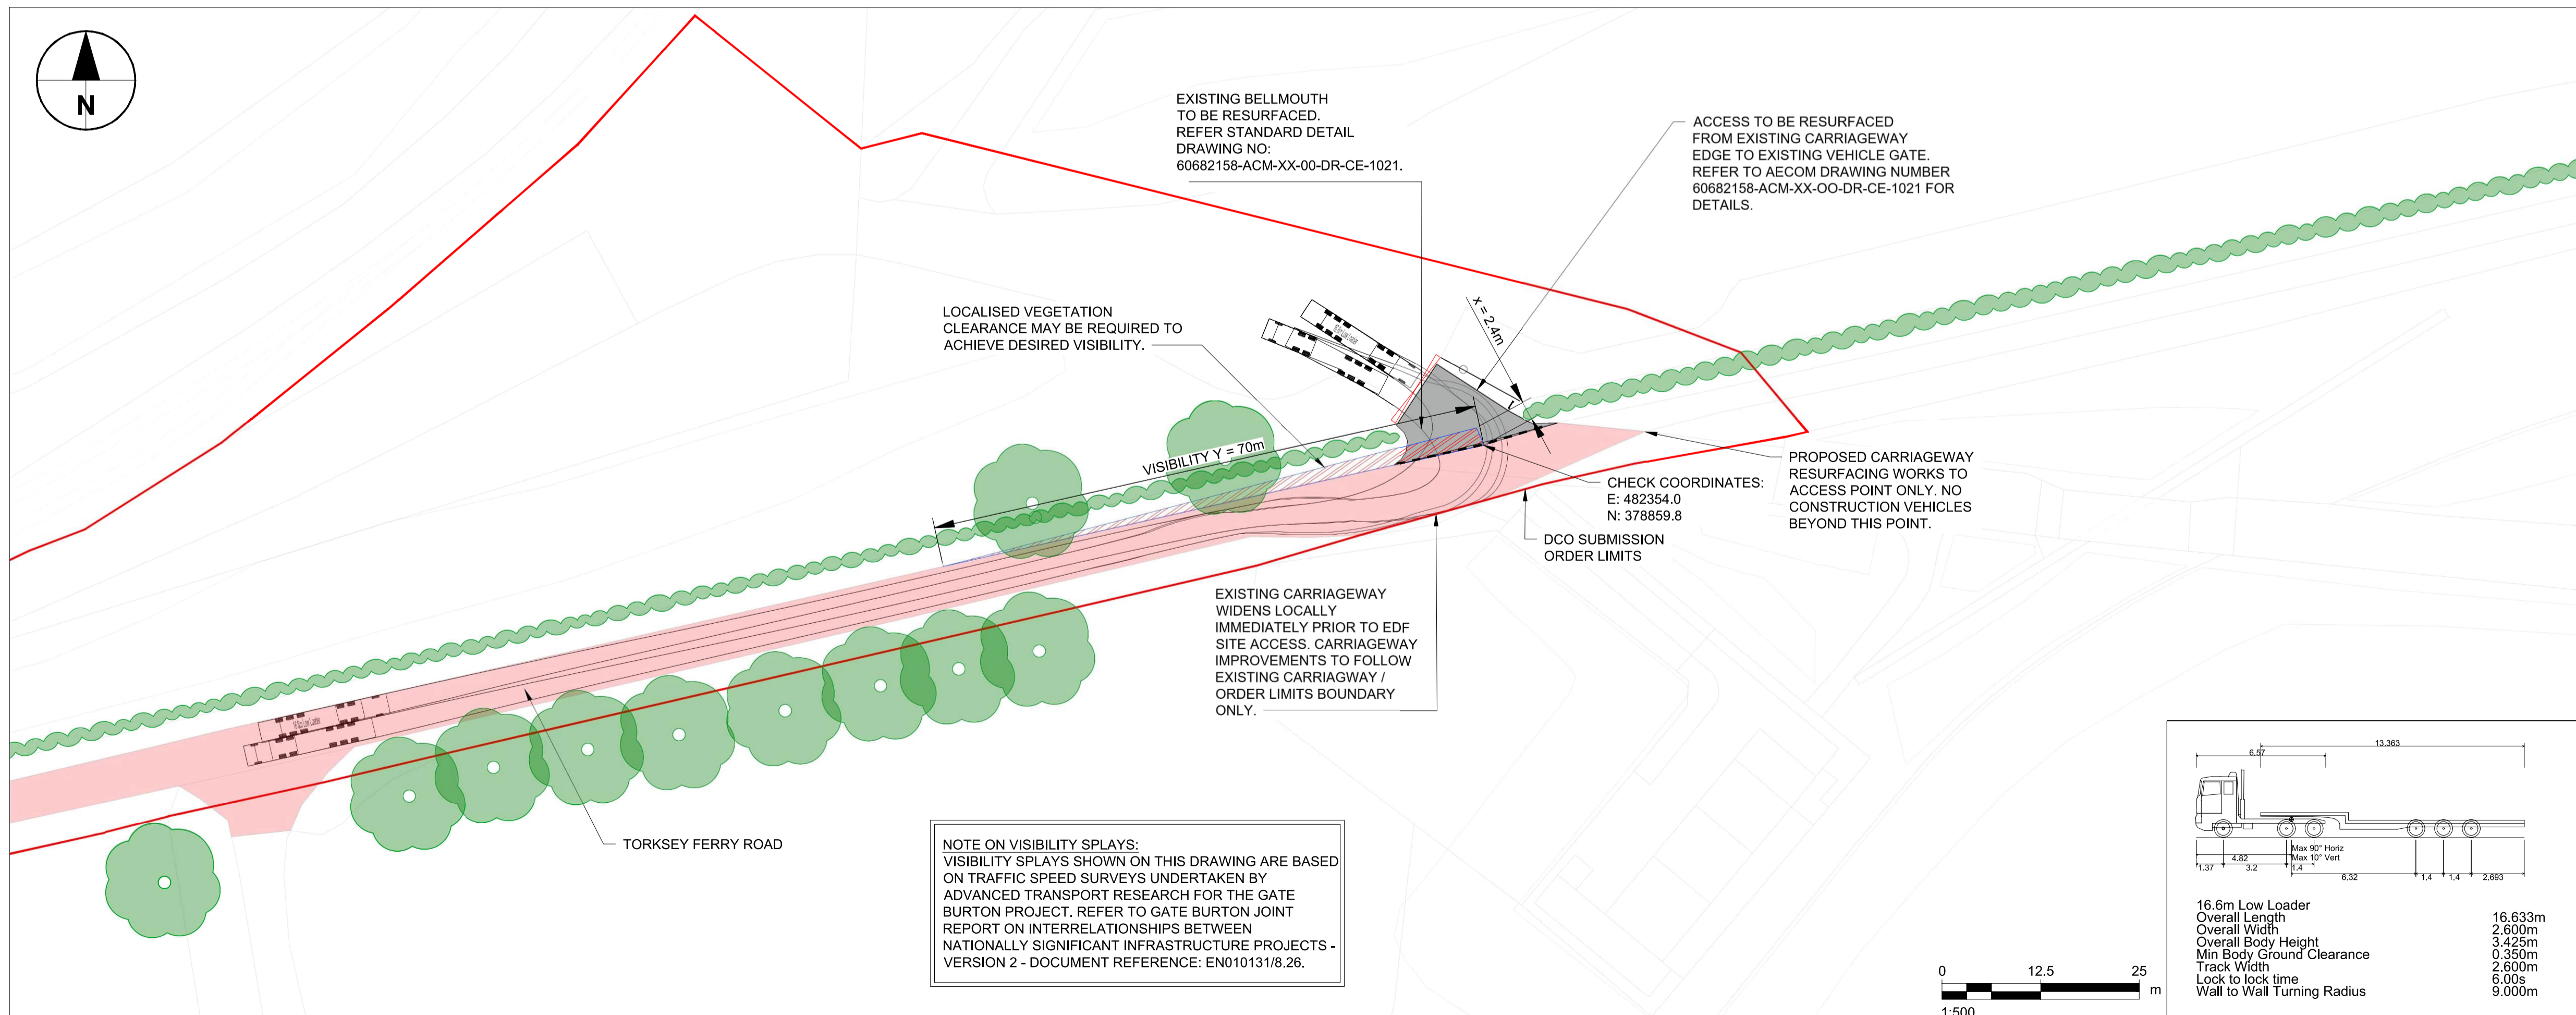 N
EXISTING BELLMOUTH
TO BE RESURFACED.
REFER STANDARD DETAIL
DRAWING NO:
60682158-ACM-XX-00-DR-CE-1021.
ACCESS TO BE RESURFACED
FROM EXISTING CARRIAGEWAY
EDGE TO EXISTING VEHICLE GATE.
REFER TO AECOM DRAWING NUMBER
60682158-ACM-XX-OO-DR-CE-1021 FOR
DETAILS.
LOCALISED VEGETATION
CLEARANCE MAY BE REQUIRED TO
ACHIEVE DESIRED VISIBILITY.
x = 2.4m
VISIBILITY Y = 70m
CHECK COORDINATES:
E: 482354.0
N: 378859.8
PROPOSED CARRIAGEWAY
RESURFACING WORKS TO
ACCESS POINT ONLY. NO
CONSTRUCTION VEHICLES
BEYOND THIS POINT.
DCO SUBMISSION
ORDER LIMITS
EXISTING CARRIAGEWAY
WIDENS LOCALLY
IMMEDIATELY PRIOR TO EDF
SITE ACCESS. CARRIAGEWAY
IMPROVEMENTS TO FOLLOW
EXISTING CARRIAGWAY /
ORDER LIMITS BOUNDARY
ONLY.
TORKSEY FERRY ROAD
NOTE ON VISIBILITY SPLAYS:
VISIBILITY SPLAYS SHOWN ON THIS DRAWING ARE BASED
ON TRAFFIC SPEED SURVEYS UNDERTAKEN BY
ADVANCED TRANSPORT RESEARCH FOR THE GATE
BURTON PROJECT. REFER TO GATE BURTON JOINT
REPORT ON INTERRELATIONSHIPS BETWEEN
NATIONALLY SIGNIFICANT INFRASTRUCTURE PROJECTS -
VERSION 2 - DOCUMENT REFERENCE: EN010131/8.26.
0 12.5 25
m
1:500
13.363
6.57
Max 90° Horiz
Max 10° Vert
4.82
1.37 3.2 1.4
6.32 1.4 1.4 2.693
16.6m Low Loader
Overall Length 16.633m
Overall Width 2.600m
Overall Body Height 3.425m
Min Body Ground Clearance 0.350m
Track Width 2.600m
Lock to lock time 6.00s
Wall to Wall Turning Radius 9.000m